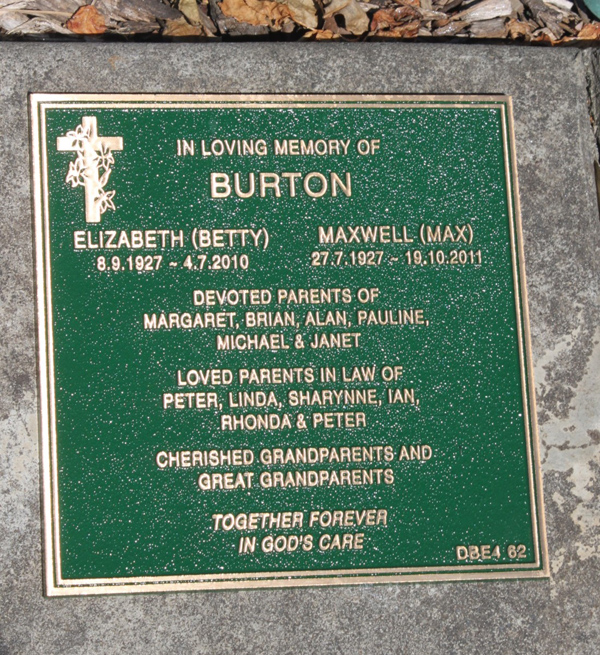 IN LOVING MEMORY OF
BURTON
ELIZABETH (BETTY) MAXWELL (MAX)
8.9.1927 ~ 4.7.2010 27.7.1927 ~ 19.10.2011
DEVOTED PARENTS OF
MARGARET, BRIAN, ALAN, PAULINE,
MICHAEL & JANET
LOVED PARENTS IN LAW OF
PETER, LINDA, SHARYNNE, IAN,
RHONDA & PETER
CHERISHED GRANDPARENTS AND
GREAT GRANDPARENTS
TOGETHER FOREVER
IN GOD'S CARE
DBE4 62